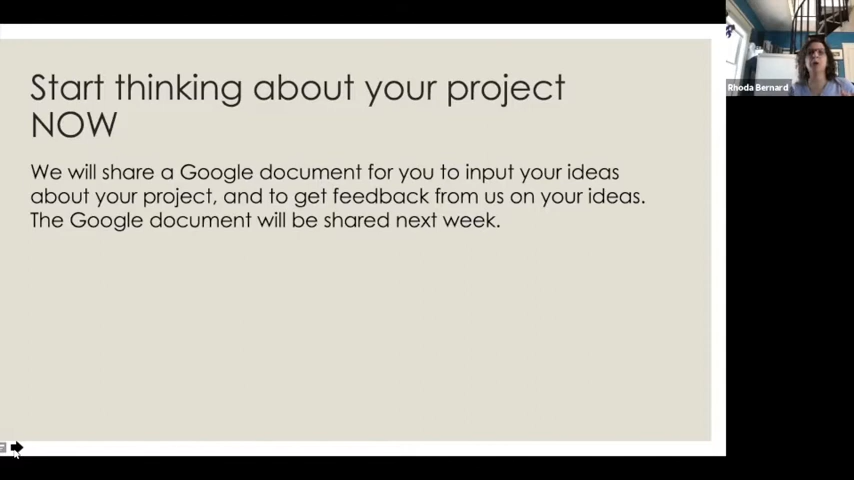 Start thinking about your project
NOW
We will share a Google document for you to input your ideas
about your project, and to get feedback from us on your ideas.
The Google document will be shared next week.
Rhoda Bernard